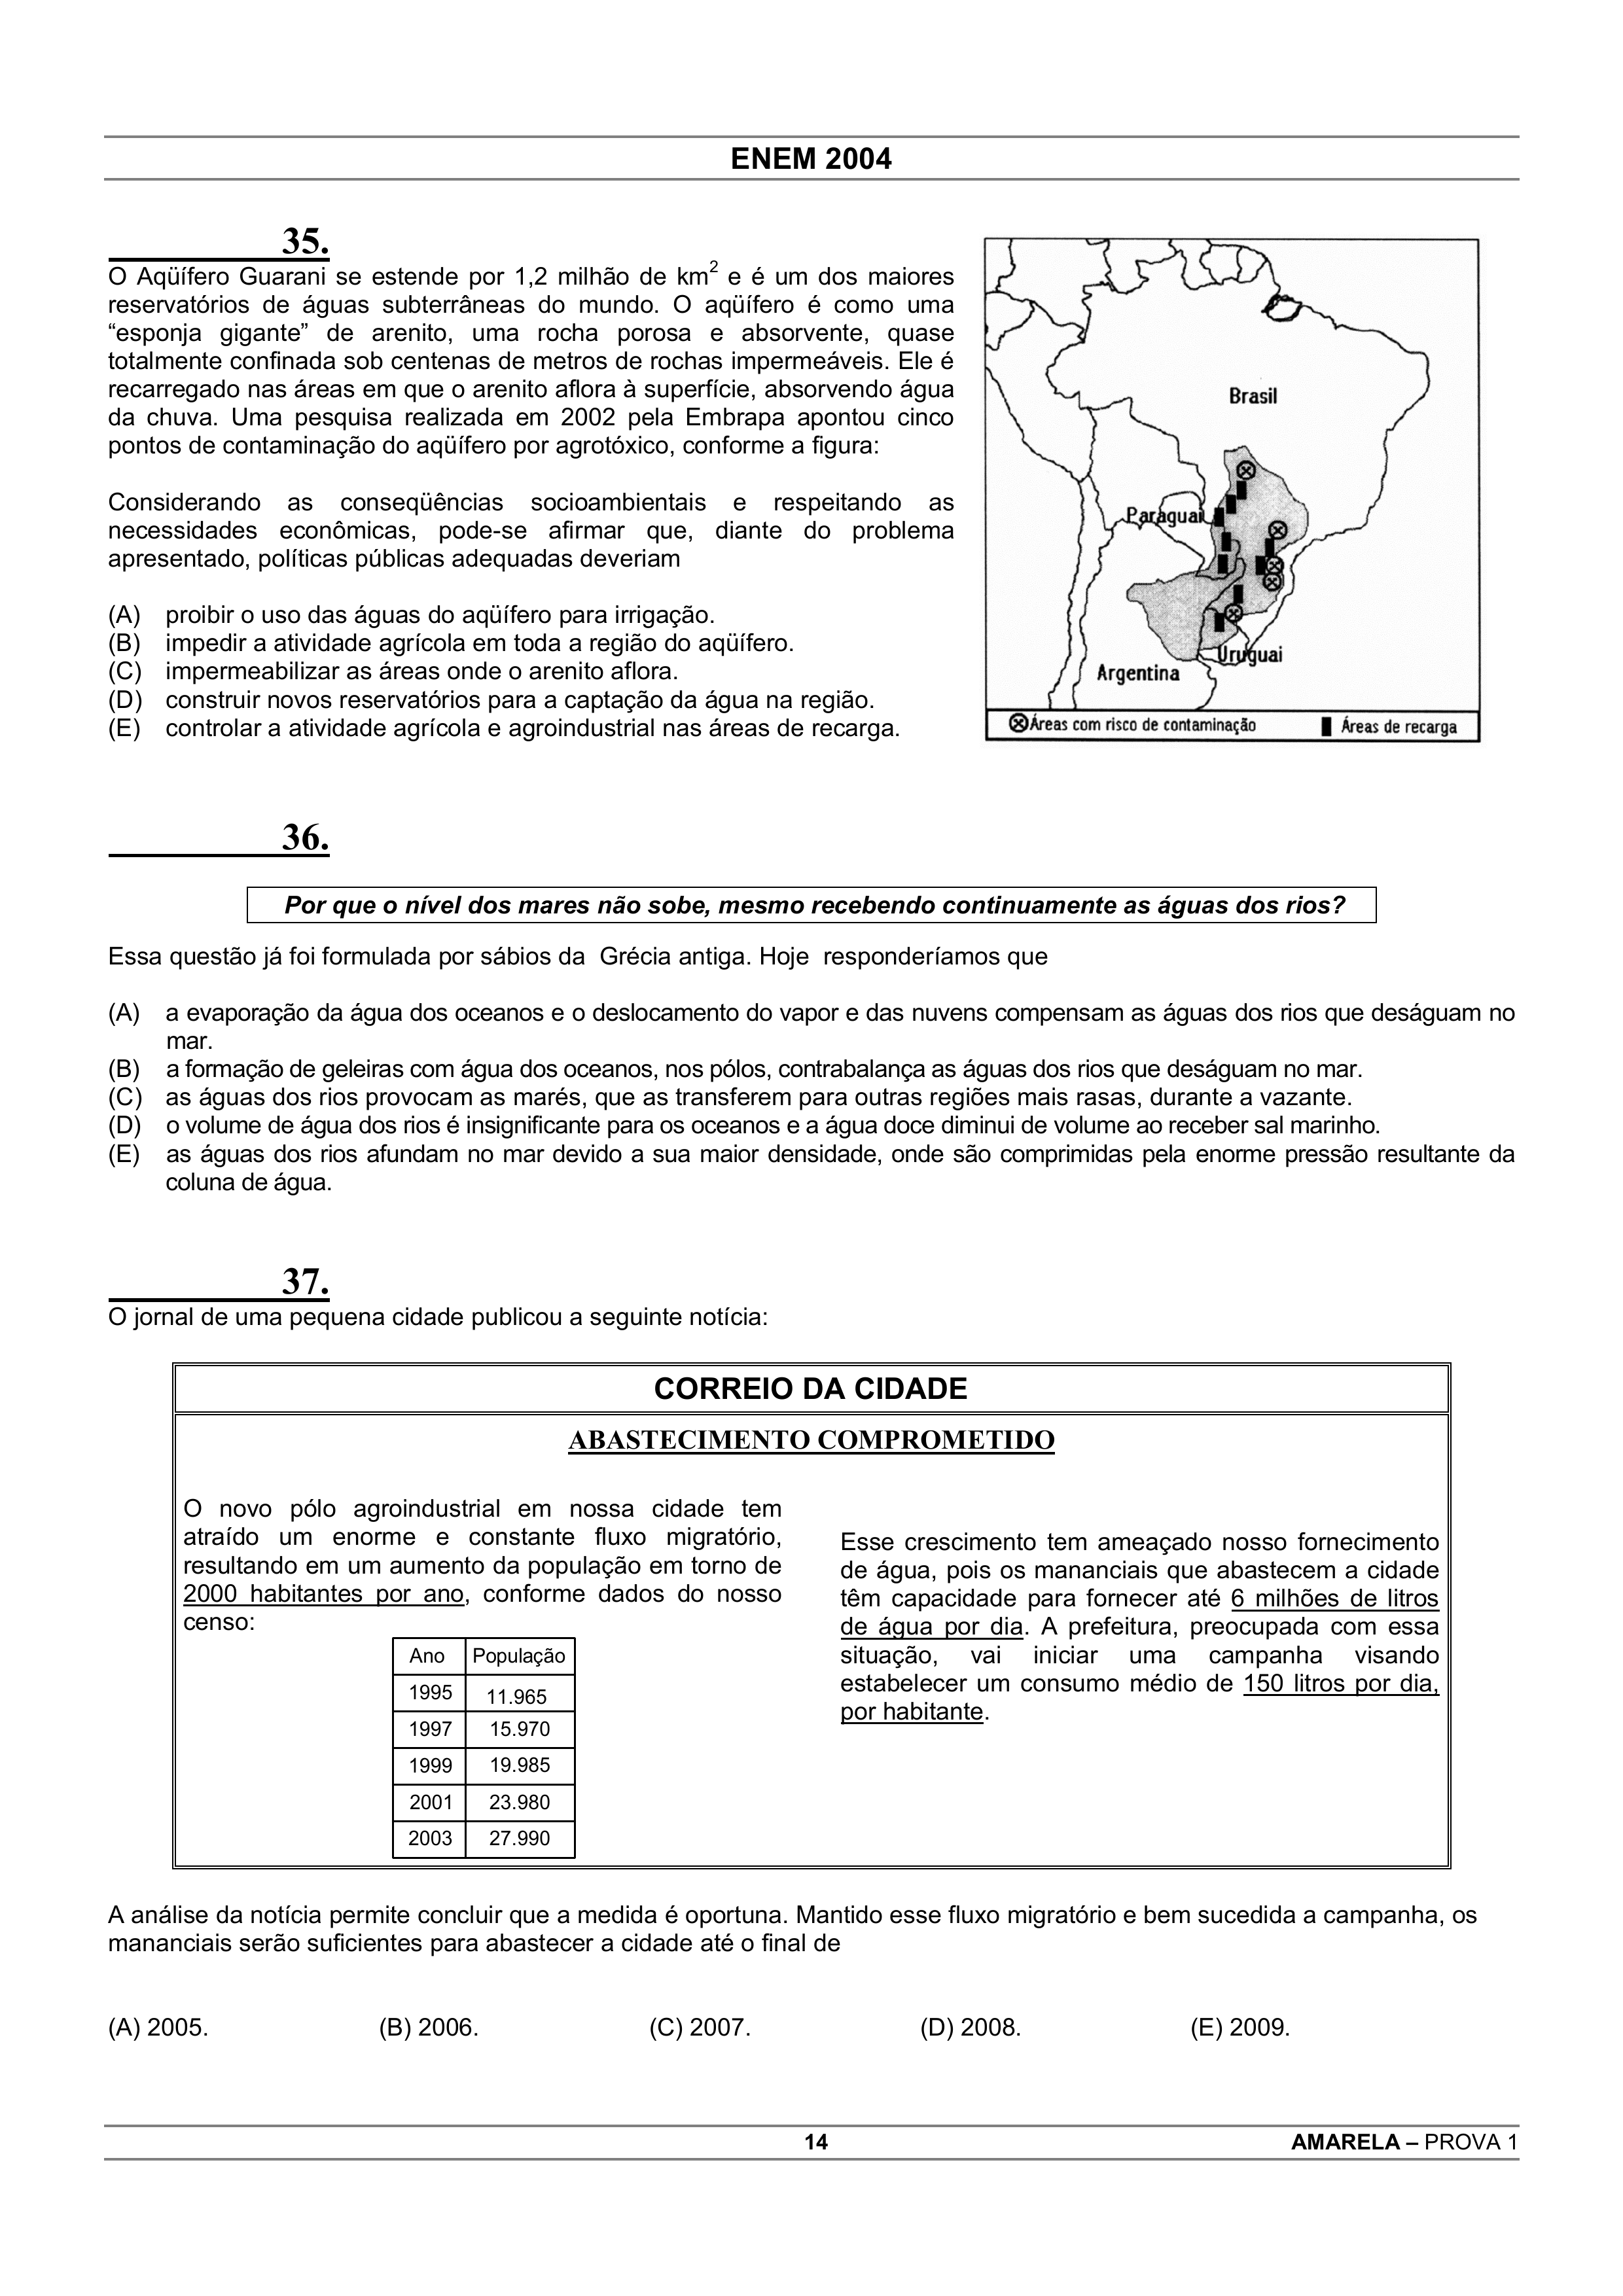 ENEM 2004
35.
O Aqüífero Guarani se estende por 1,2 milhão de km² e é um dos maiores
reservatórios de águas subterrâneas do mundo. O aqüífero é como uma
“esponja gigante” de arenito, uma rocha porosa e absorvente, quase
totalmente confinada sob centenas de metros de rochas impermeáveis. Ele é
recarregado nas áreas em que o arenito aflora à superfície, absorvendo água
da chuva. Uma pesquisa realizada em 2002 pela Embrapa apontou cinco
pontos de contaminação do aqüífero por agrotóxico, conforme a figura:
Considerando as conseqüências socioambientais e respeitando as
necessidades econômicas, pode-se afirmar que, diante do problema
apresentado, políticas públicas adequadas deveriam
(A) proibir o uso das águas do aqüífero para irrigação.
(B) impedir a atividade agrícola em toda a região do aqüífero.
(C) impermeabilizar as áreas onde o arenito aflora.
(D) construir novos reservatórios para a captação da água na região.
(E) controlar a atividade agrícola e agroindustrial nas áreas de recarga.
Brasil
Paraguai
Uruguai
Argentina
Áreas com risco de contaminação
Áreas de recarga
36.
Por que o nível dos mares não sobe, mesmo recebendo continuamente as águas dos rios?
Essa questão já foi formulada por sábios da Grécia antiga. Hoje responderíamos que
(A) a evaporação da água dos oceanos e o deslocamento do vapor e das nuvens compensam as águas dos rios que deságuam no
mar.
(B) a formação de geleiras com água dos oceanos, nos pólos, contrabalança as águas dos rios que deságuam no mar.
(C) as águas dos rios provocam as marés, que as transferem para outras regiões mais rasas, durante a vazante.
(D) o volume de água dos rios é insignificante para os oceanos e a água doce diminui de volume ao receber sal marinho.
(E) as águas dos rios afundam no mar devido a sua maior densidade, onde são comprimidas pela enorme pressão resultante da
coluna de água.
37.
O jornal de uma pequena cidade publicou a seguinte notícia:
CORREIO DA CIDADE
ABASTECIMENTO COMPROMETIDO
O novo pólo agroindustrial em nossa cidade tem
atraído um enorme e constante fluxo migratório,
resultando em um aumento da população em torno de
2000 habitantes por ano, conforme dados do nosso
censo:
Ano População
1995 11.965
1997 15.970
1999 19.985
2001 23.980
2003 27.990
Esse crescimento tem ameaçado nosso fornecimento
de água, pois os mananciais que abastecem a cidade
têm capacidade para fornecer até 6 milhões de litros
de água por dia. A prefeitura, preocupada com essa
situação, vai iniciar uma campanha visando
estabelecer um consumo médio de 150 litros por dia,
por habitante.
A análise da notícia permite concluir que a medida é oportuna. Mantido esse fluxo migratório e bem sucedida a campanha, os
mananciais serão suficientes para abastecer a cidade até o final de
(A) 2005. (B) 2006. (C) 2007. (D) 2008. (E) 2009.
14 AMARELA – PROVA 1